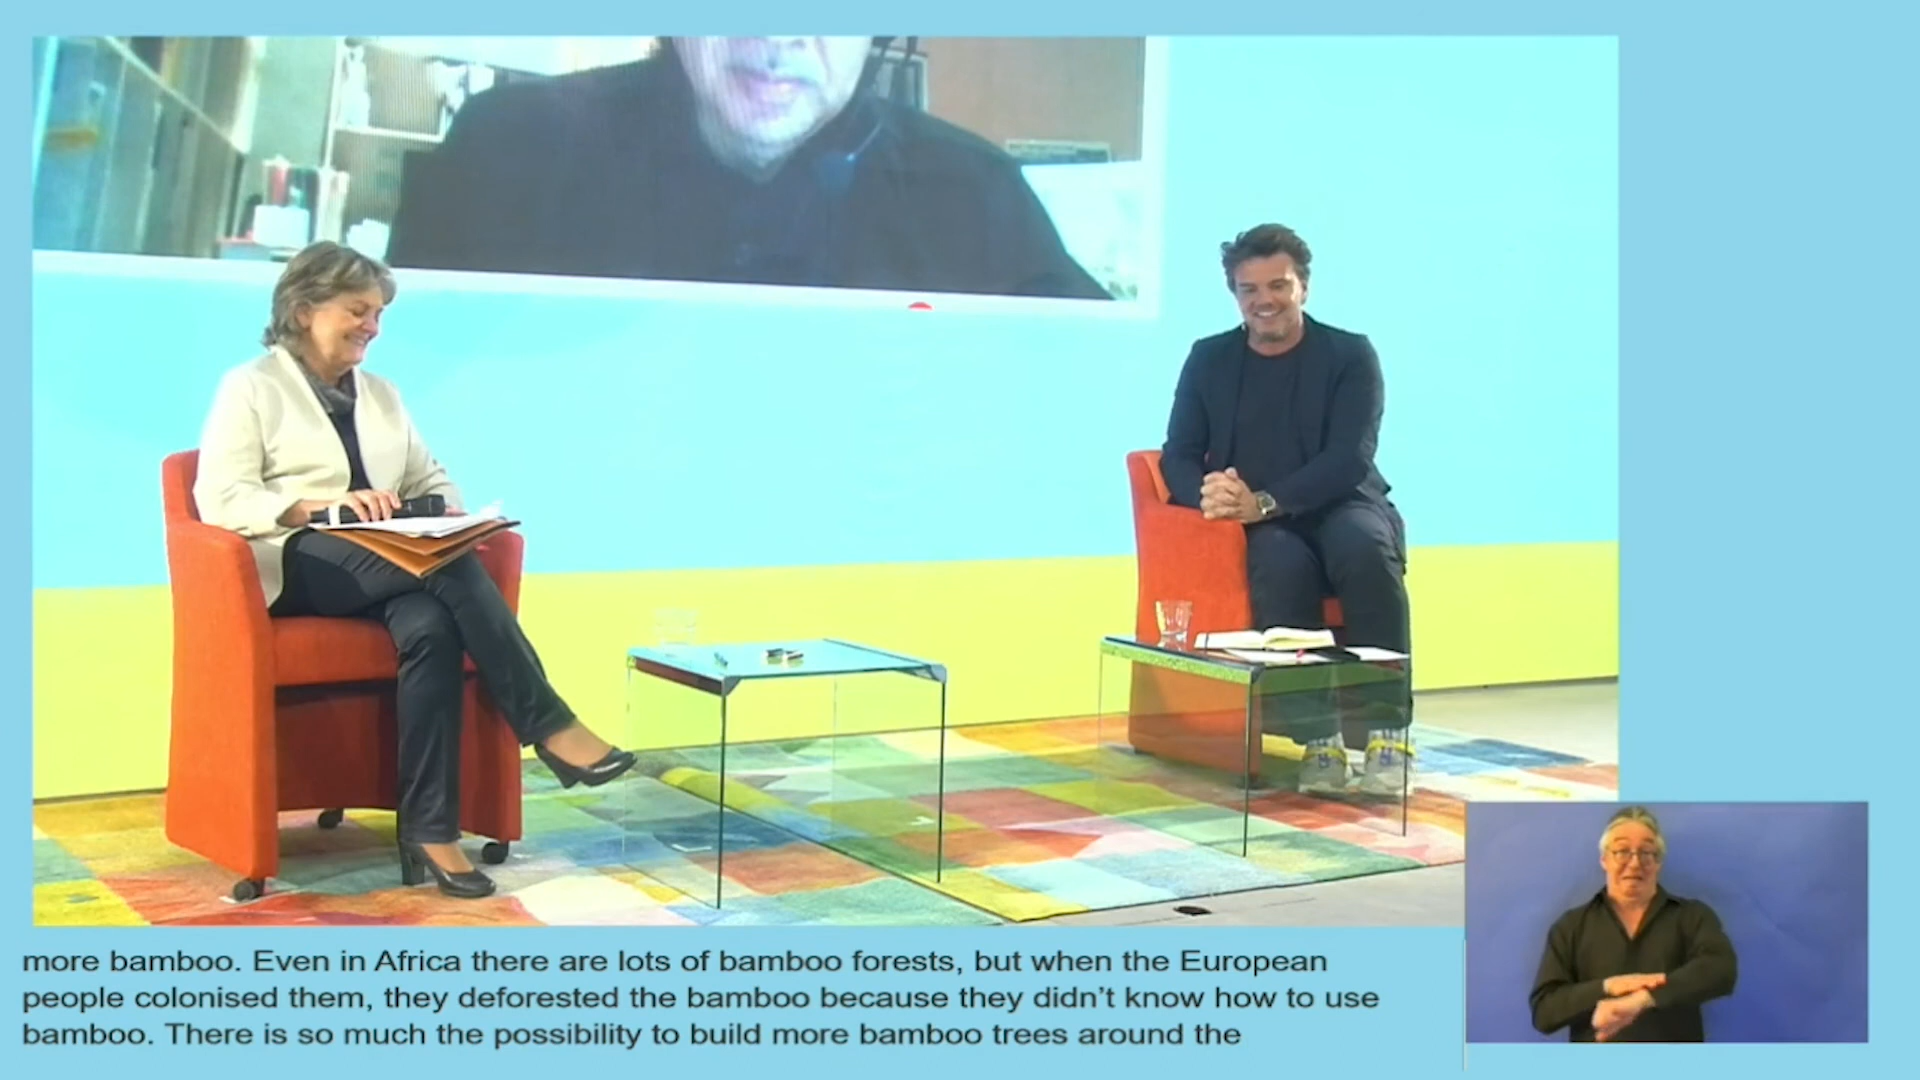 more bamboo. Even in Africa there are lots of bamboo forests, but when the European
people colonised them, they deforested the bamboo because they didn't know how to use
bamboo. There is so much the possibility to build more bamboo trees around the